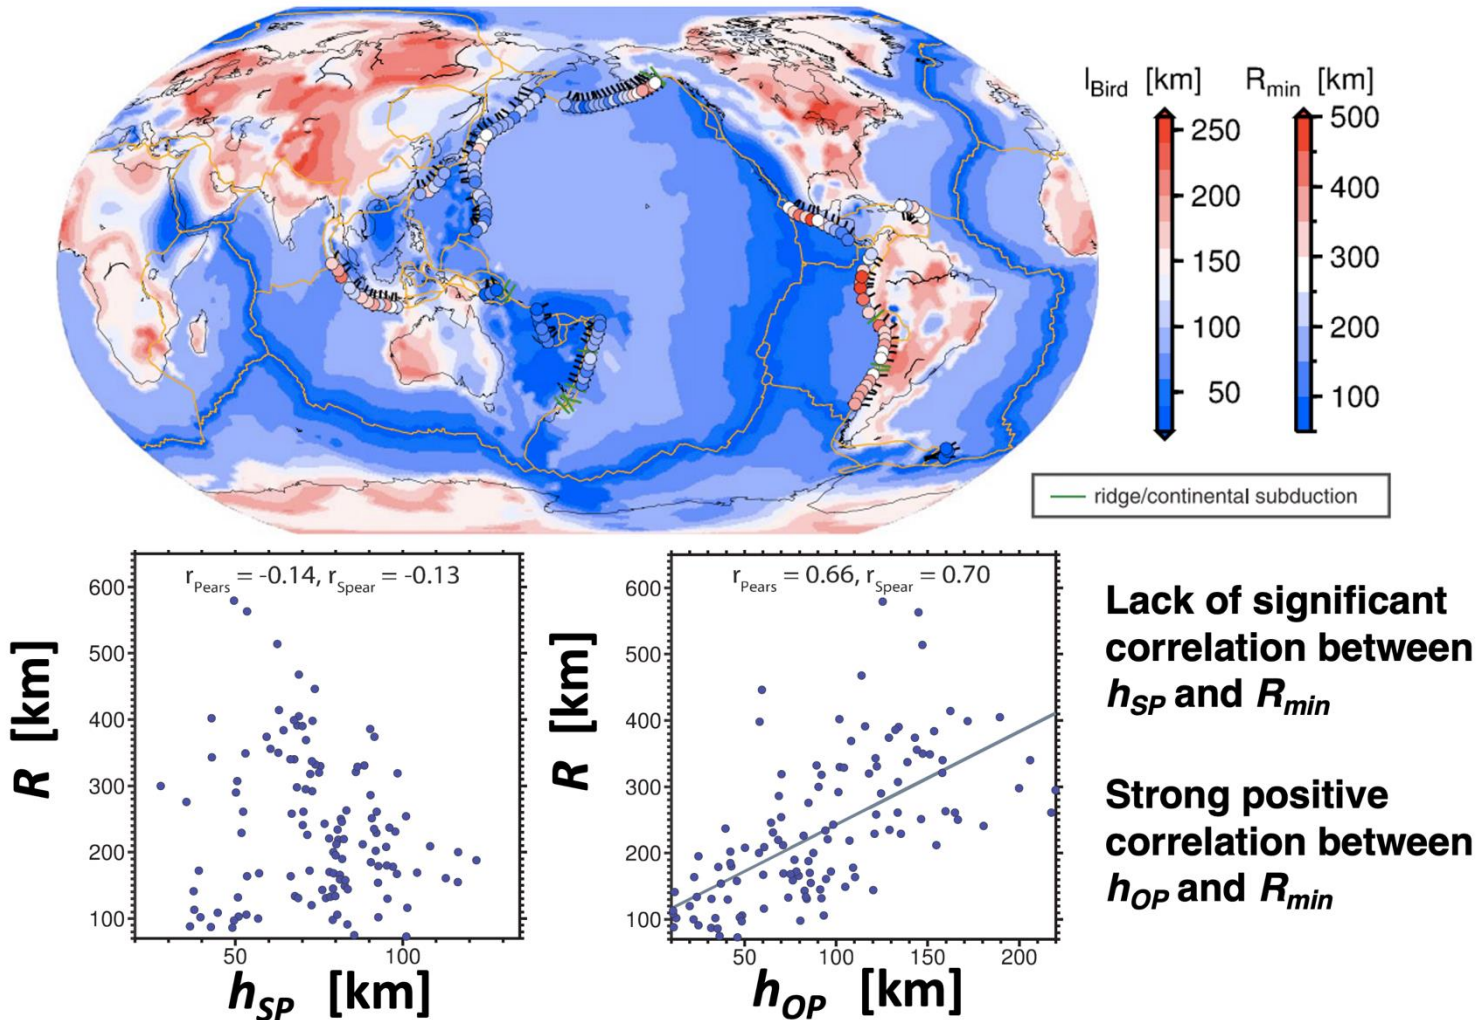 l_Bird [km] R_min [km]
250
200
150
100
50
500
400
300
200
100
ridge/continental subduction
r_Pears = -0.14, r_Spear = -0.13
600
500
400
300
200
100
50 100
R [km]
h_SP [km]
r_Pears = 0.66, r_Spear = 0.70
600
500
400
300
200
100
50 100 150 200
R [km]
h_OP [km]
Lack of significant
correlation between
h_SP and R_min
Strong positive
correlation between
h_OP and R_min